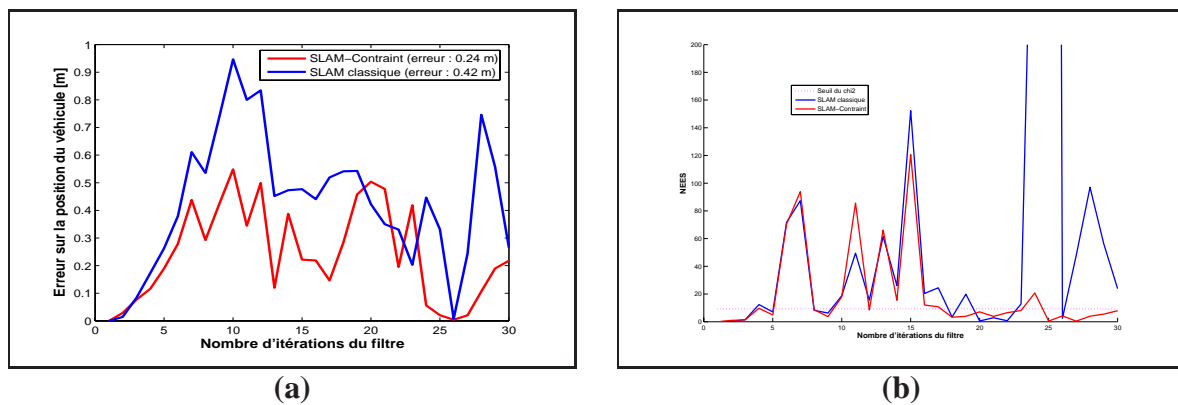 SLAM−Contraint (erreur : 0.24 m)
SLAM classique (erreur : 0.42 m)
Erreur sur la position du véhicule [m]
1
0.9
0.8
0.7
0.6
0.5
0.4
0.3
0.2
0.1
0
0 5 10 15 20 25 30
Nombre d'itérations du filtre
(a)
Seuil du chi2
SLAM classique
SLAM−Contraint
NEES
200
180
160
140
120
100
80
60
40
20
0
0 5 10 15 20 25 30
Nombre d'itérations du filtre
(b)